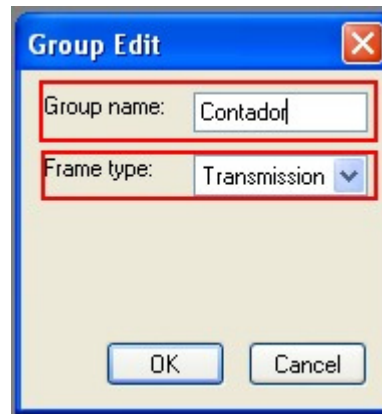 Group Edit
Group name: Contador
Frame type: Transmission
OK Cancel